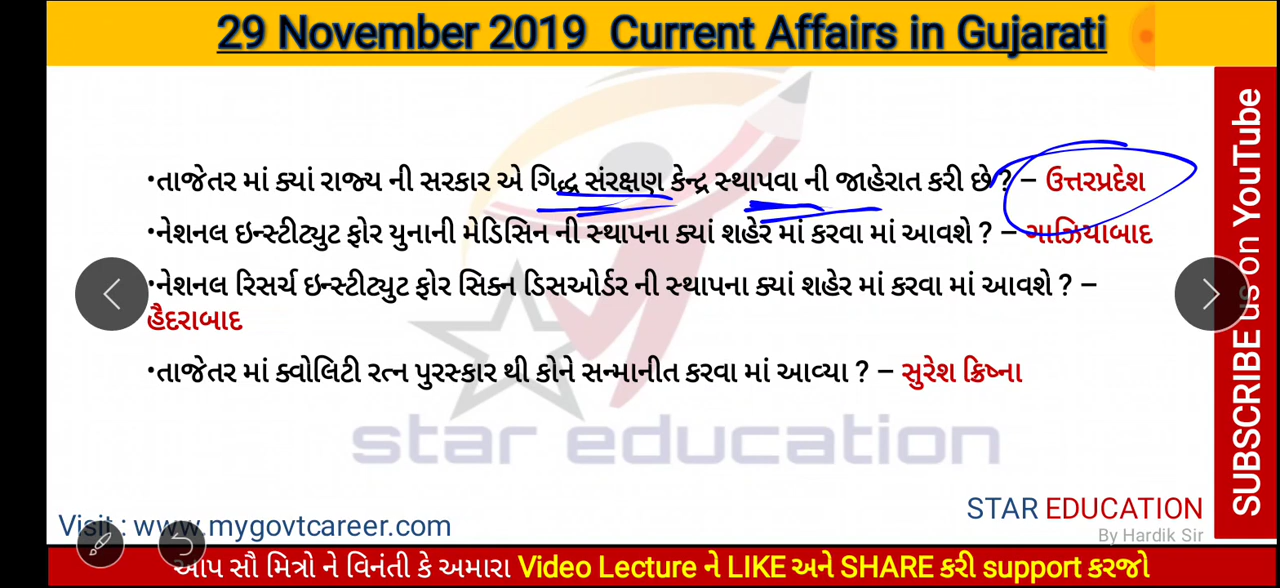 29 November 2019 Current Affairs in Gujarati
•તાજેતર માં ક્યાં રાજ્ય ની સરકાર એ ગિદ્ધ સંરક્ષણ કેન્દ્ર સ્થાપવા ની જાહેરાત કરી છે ? – ઉત્તરપ્રદેશ
•નેશનલ ઇન્સ્ટીટ્યુટ ફોર યુનાની મેડિસિન ની સ્થાપના ક્યાં શહેર માં કરવા માં આવશે ? – ગાઝિયાબાદ
•નેશનલ રિસર્ચ ઇન્સ્ટીટ્યુટ ફોર સિક્ન ડિસઓર્ડર ની સ્થાપના ક્યાં શહેર માં કરવા માં આવશે ? –
હૈદરાબાદ
•તાજેતર માં ક્વોલિટી રત્ન પુરસ્કાર થી કોને સન્માનીત કરવા માં આવ્યા ? – સુરેશ ક્રિષ્ના
star education
STAR EDUCATION
Visit : www.mygovtcareer.com
By Hardik Sir
આપ સૌ મિત્રો ને વિનંતી કે અમારા Video Lecture ને LIKE અને SHARE કરી support કરજો
SUBSCRIBE us on YouTube